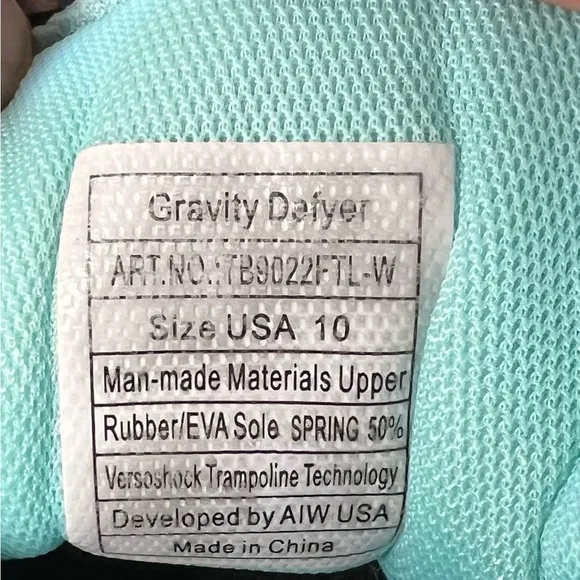 Gravity Defyer
ART.NO.:TB9022FTL-W
Size USA 10
Man-made Materials Upper
Rubber/EVA Sole SPRING 50%
Versoshock Trampoline Technology
Developed by AIW USA
Made in China